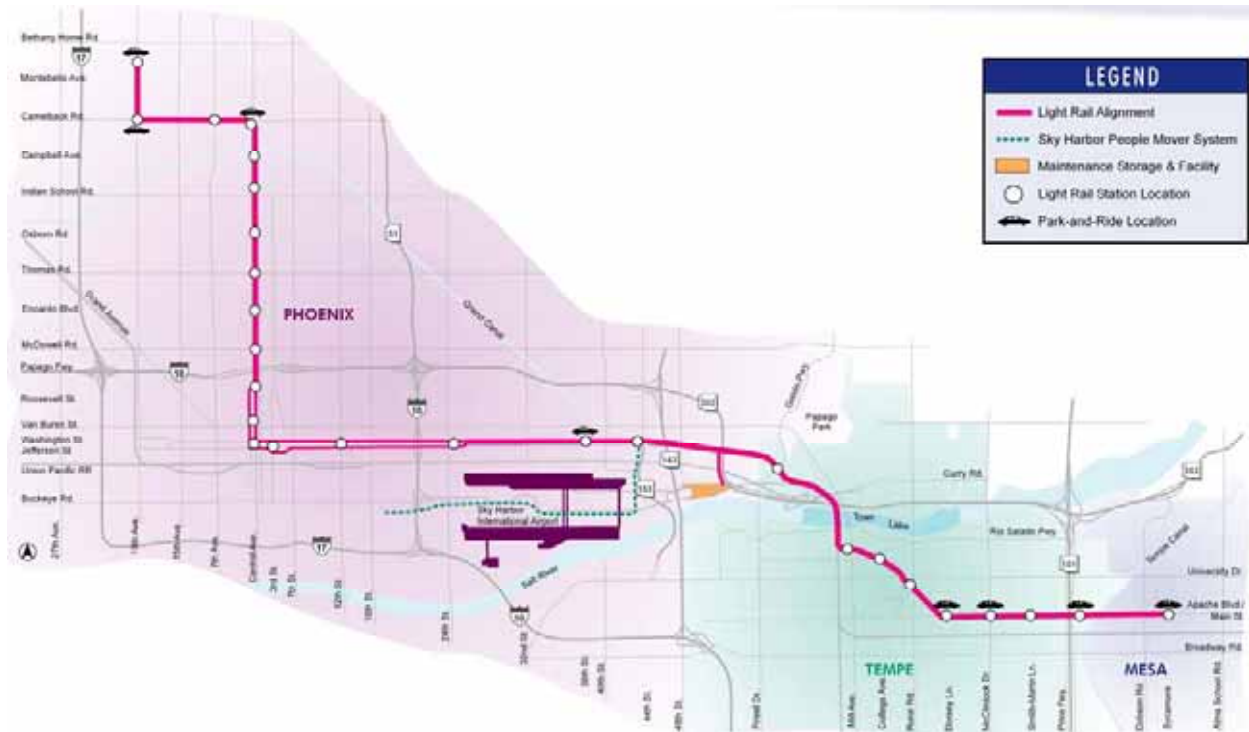 LEGEND
Light Rail Alignment
Sky Harbor People Mover System
Maintenance Storage & Facility
Light Rail Station Location
Park-and-Ride Location
Bethany Home Rd.
17
Montebello Ave.
Camelback Rd.
Campbell Ave.
Indian School Rd.
Osborn Rd.
51
Thomas Rd.
Grand Avenue
Grand Canal
Encanto Blvd.
PHOENIX
McDowell Rd.
Papago Fwy.
10
Roosevelt St.
202
Papago Park
Van Buren St.
10
Washington St.
Jefferson St.
143
Union Pacific RR
Curry Rd.
202
153
Buckeye Rd.
Sky Harbor
International Airport
Town Lake
Rio Salado Pwy.
Tempe Canal
17
101
Salt River
University Dr.
10
Apache Blvd./
Main St.
Broadway Rd.
TEMPE
MESA
27th Ave.
19th Ave.
15th Ave.
7th Ave.
Central Ave.
3rd St.
7th St.
12th St.
16th St.
24th St.
32nd St.
38th St.
40th St.
44th St.
48th St.
Priest Dr.
Mill Ave.
College Ave.
Rural Rd.
Dorsey Ln.
McClintock Dr.
Smith-Martin Ln.
Price Fwy.
Dobson Rd.
Sycamore
Alma School Rd.